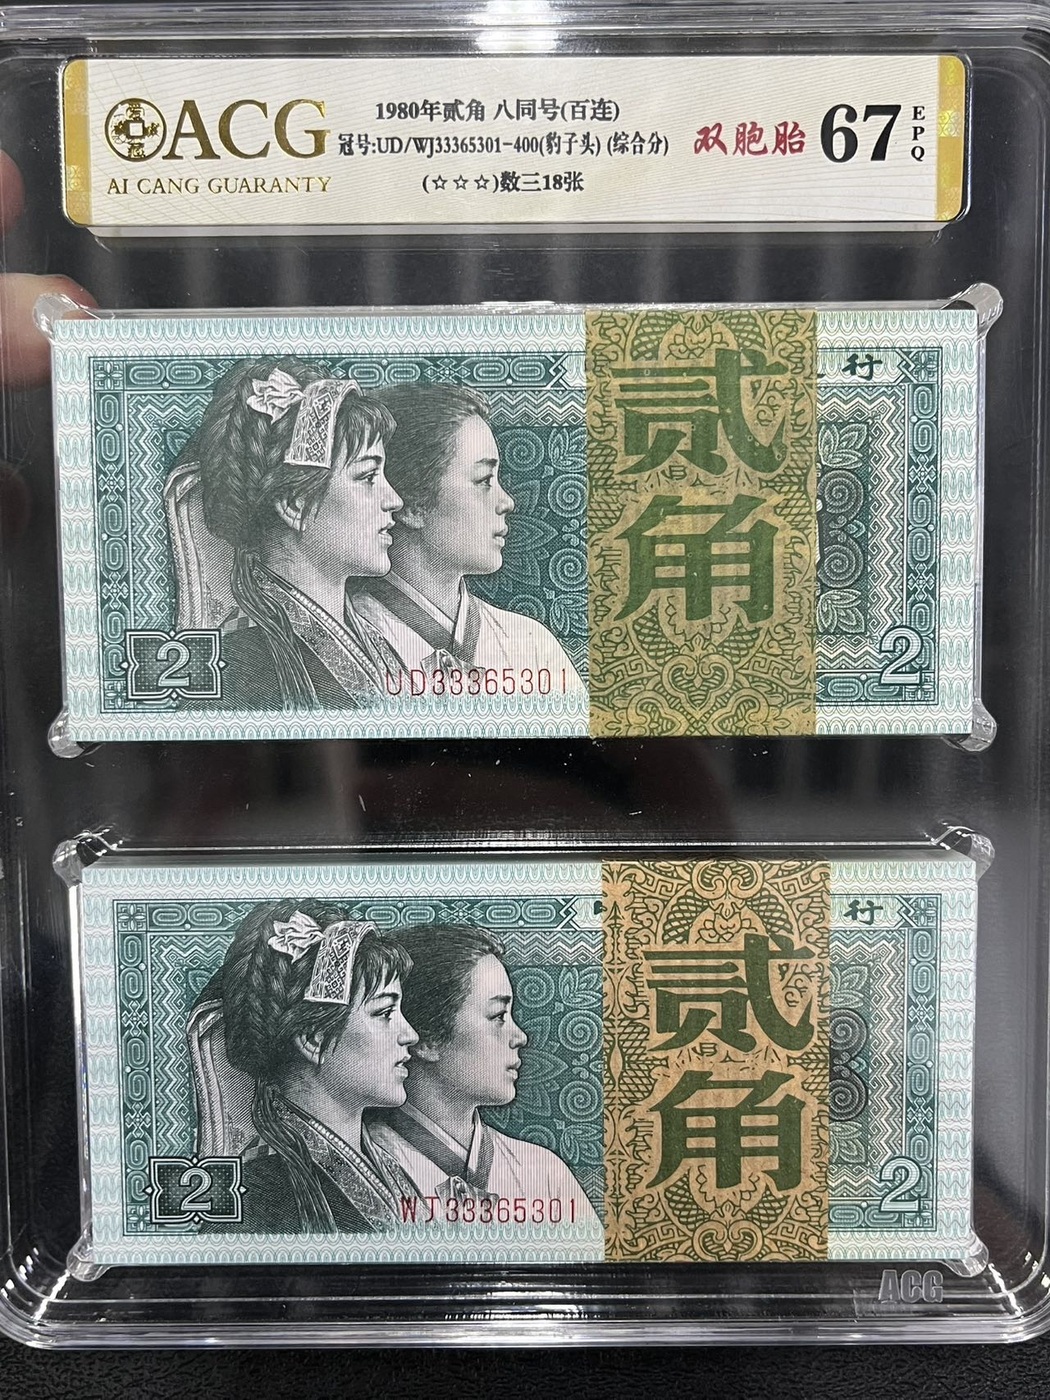 ACG
AI CANG GUARANTY
1980年贰角 八同号(百连)
冠号:UD/WJ33365301-400(豹子头) (综合分)
(☆☆☆)数三18张
双胞胎
67
EPQ
行
贰角
2
UD33365301
2
行
贰角
2
WJ33365301
2
ACG